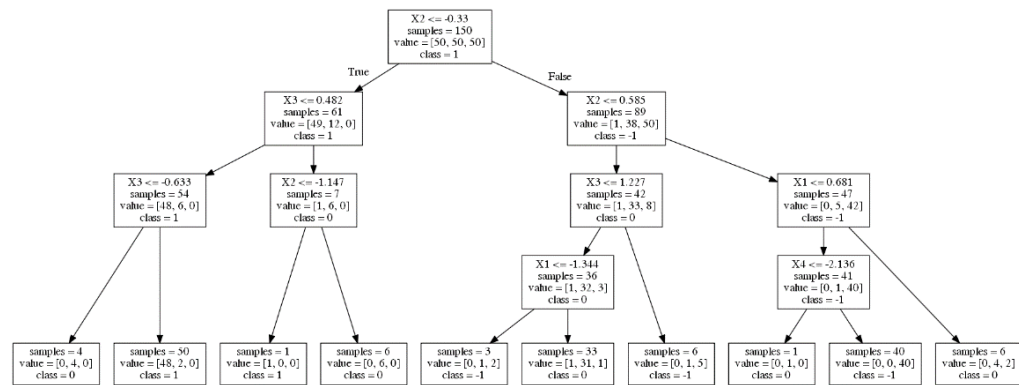 X2 <= -0.33
samples = 150
value = [50, 50, 50]
class = 1
True
False
X3 <= 0.482
samples = 61
value = [49, 12, 0]
class = 1
X2 <= 0.585
samples = 89
value = [1, 38, 50]
class = -1
X3 <= -0.633
samples = 54
value = [48, 6, 0]
class = 1
X2 <= -1.147
samples = 7
value = [1, 6, 0]
class = 0
X3 <= 1.227
samples = 42
value = [1, 33, 8]
class = 0
X1 <= 0.681
samples = 47
value = [0, 5, 42]
class = -1
X1 <= -1.344
samples = 36
value = [1, 32, 3]
class = 0
X4 <= -2.136
samples = 41
value = [0, 1, 40]
class = -1
samples = 4
value = [0, 4, 0]
class = 0
samples = 50
value = [48, 2, 0]
class = 1
samples = 1
value = [1, 0, 0]
class = 1
samples = 6
value = [0, 6, 0]
class = 0
samples = 3
value = [0, 1, 2]
class = -1
samples = 33
value = [1, 31, 1]
class = 0
samples = 6
value = [0, 1, 5]
class = -1
samples = 1
value = [0, 1, 0]
class = 0
samples = 40
value = [0, 0, 40]
class = -1
samples = 6
value = [0, 4, 2]
class = 0